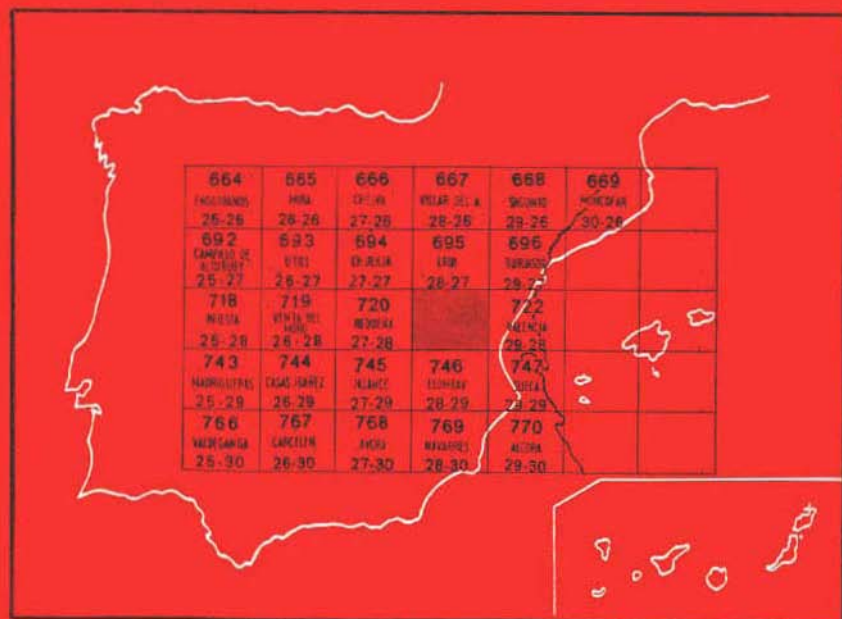 664 665 666 667 668 669
ENGUIDANOS MIRA CHELVA VILLAR DEL A. SAGUNTO MONCOFAR
25-26 26-26 27-26 28-26 29-26 30-26
692 693 694 695 696
CAMPILLO DE ALTOBUEY UTIEL CHULILLA LIRIA BURJASOT
25-27 26-27 27-27 28-27 29-27
718 719 720 722
INIESTA VENTA DEL MORO REQUENA VALENCIA
25-28 26-28 27-28 29-28
743 744 745 746 747
MADRIGUERAS CASAS IBAÑEZ JALANCE LLOMBAY SUECA
25-29 26-29 27-29 28-29 29-29
766 767 768 769 770
VALDEGANGA CARCELEN AYORA NAVARRES ALCIRA
25-30 26-30 27-30 28-30 29-30